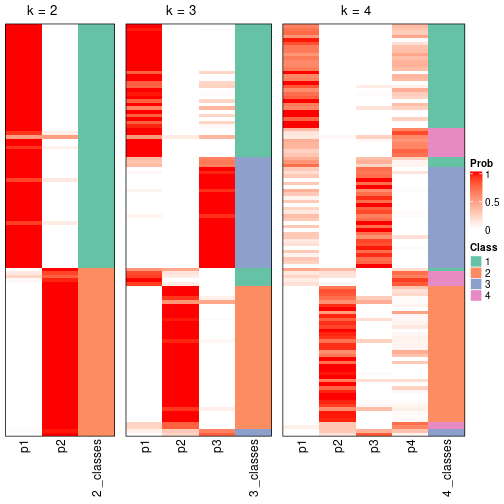 k = 2
k = 3
k = 4
Prob
1
0.5
0
Class
1
2
3
4
p1
p2
2_classes
p1
p2
p3
3_classes
p1
p2
p3
p4
4_classes